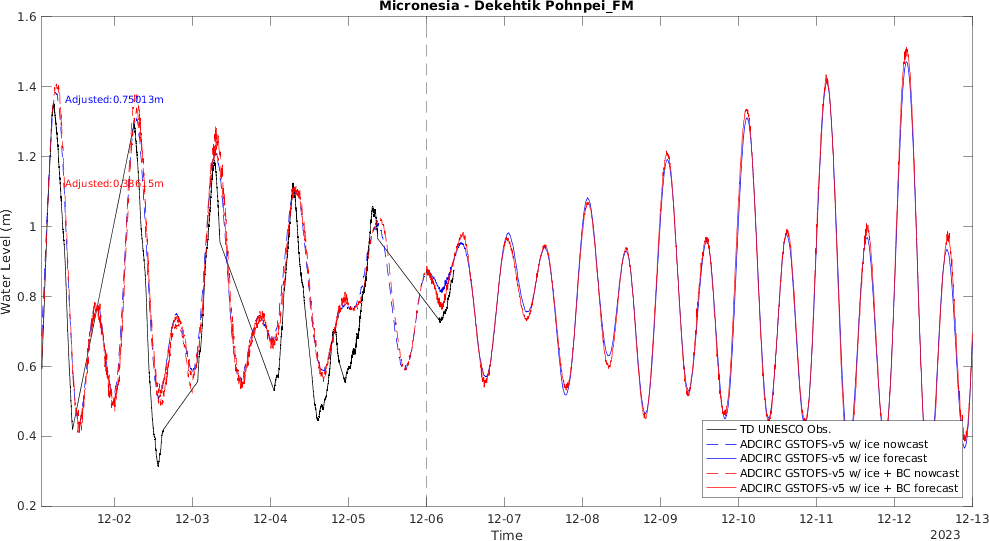 Micronesia - Dekehtik Pohnpei_FM
1.6
1.4
1.2
1
0.8
0.6
0.4
0.2
Water Level (m)
Adjusted:0.75013m
Adjusted:0.38615m
TD UNESCO Obs.
ADCIRC GSTOFS-v5 w/ ice nowcast
ADCIRC GSTOFS-v5 w/ ice forecast
ADCIRC GSTOFS-v5 w/ ice + BC nowcast
ADCIRC GSTOFS-v5 w/ ice + BC forecast
12-02 12-03 12-04 12-05 12-06 12-07 12-08 12-09 12-10 12-11 12-12 12-13
Time
2023